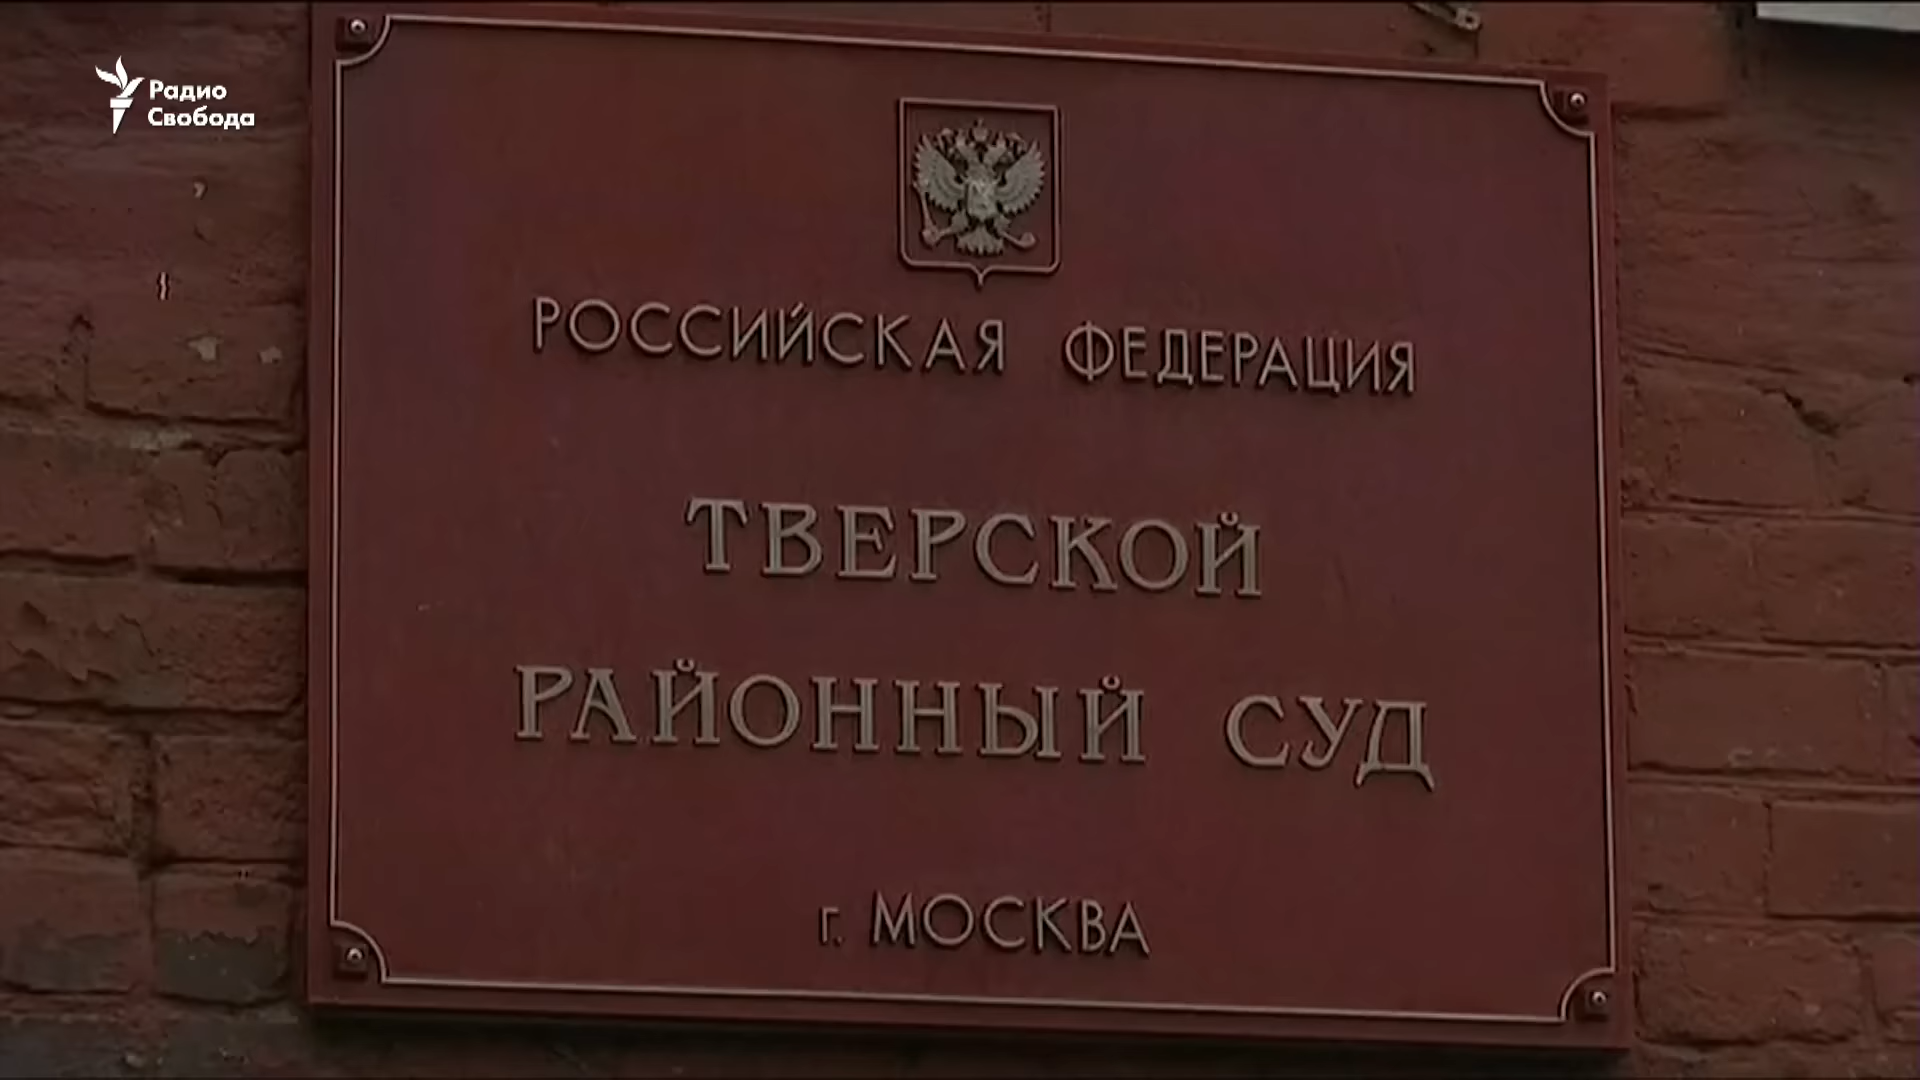 Радио
Свобода
РОССИЙСКАЯ ФЕДЕРАЦИЯ
ТВЕРСКОЙ
РАЙОННЫЙ СУД
г. МОСКВА